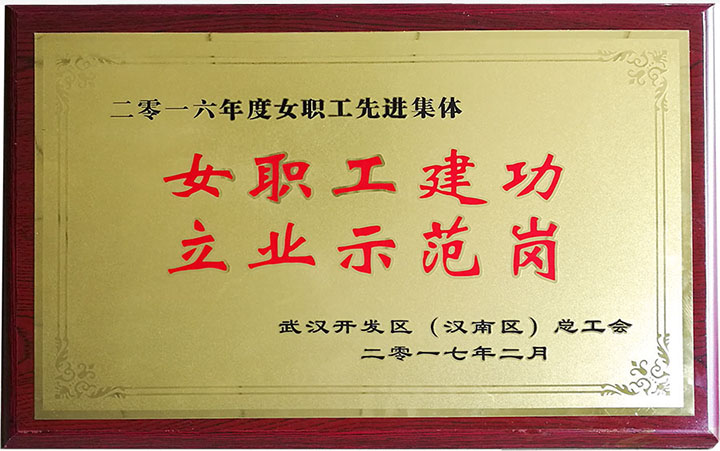 二零一六年度女职工先进集体
女职工建功
立业示范岗
武汉开发区（汉南区）总工会
二零一七年二月